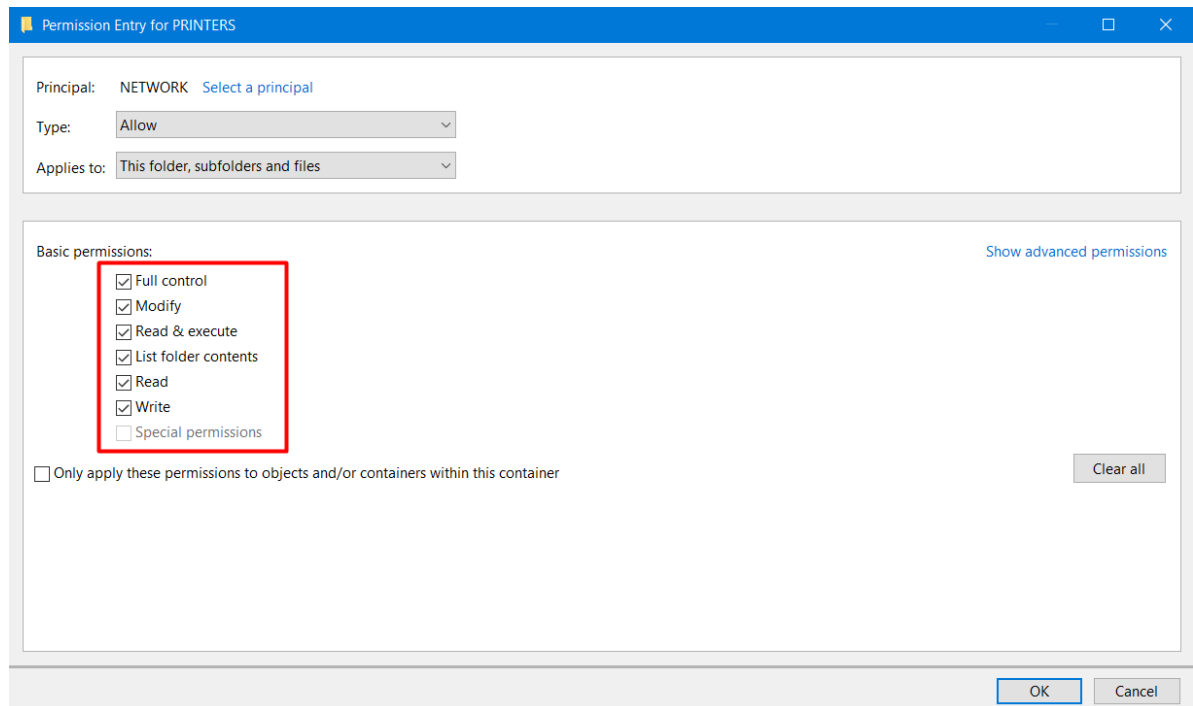 Permission Entry for PRINTERS
Principal: NETWORK Select a principal
Type: Allow
Applies to: This folder, subfolders and files
Basic permissions: Show advanced permissions
Full control
Modify
Read & execute
List folder contents
Read
Write
Special permissions
Only apply these permissions to objects and/or containers within this container
Clear all
OK Cancel